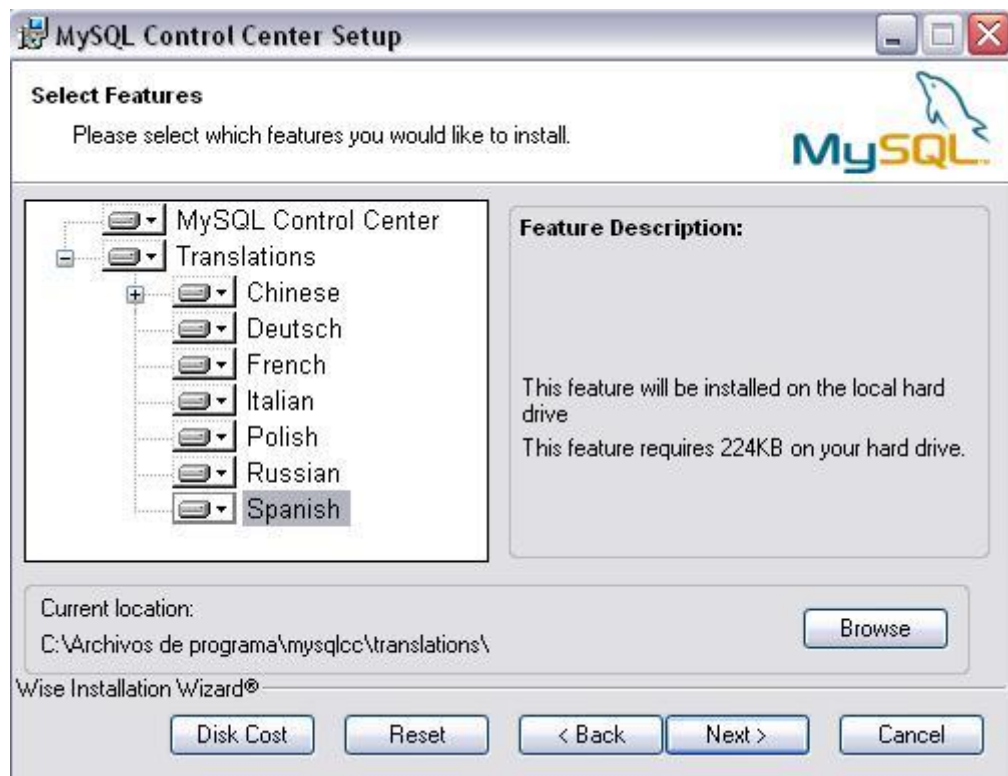 MySQL Control Center Setup
Select Features
Please select which features you would like to install.
MySQL
MySQL Control Center
Translations
Chinese
Deutsch
French
Italian
Polish
Russian
Spanish
Feature Description:
This feature will be installed on the local hard
drive
This feature requires 224KB on your hard drive.
Current location:
C:\Archivos de programa\mysqlcc\translations\
Browse
Wise Installation Wizard®
Disk Cost
Reset
< Back
Next >
Cancel